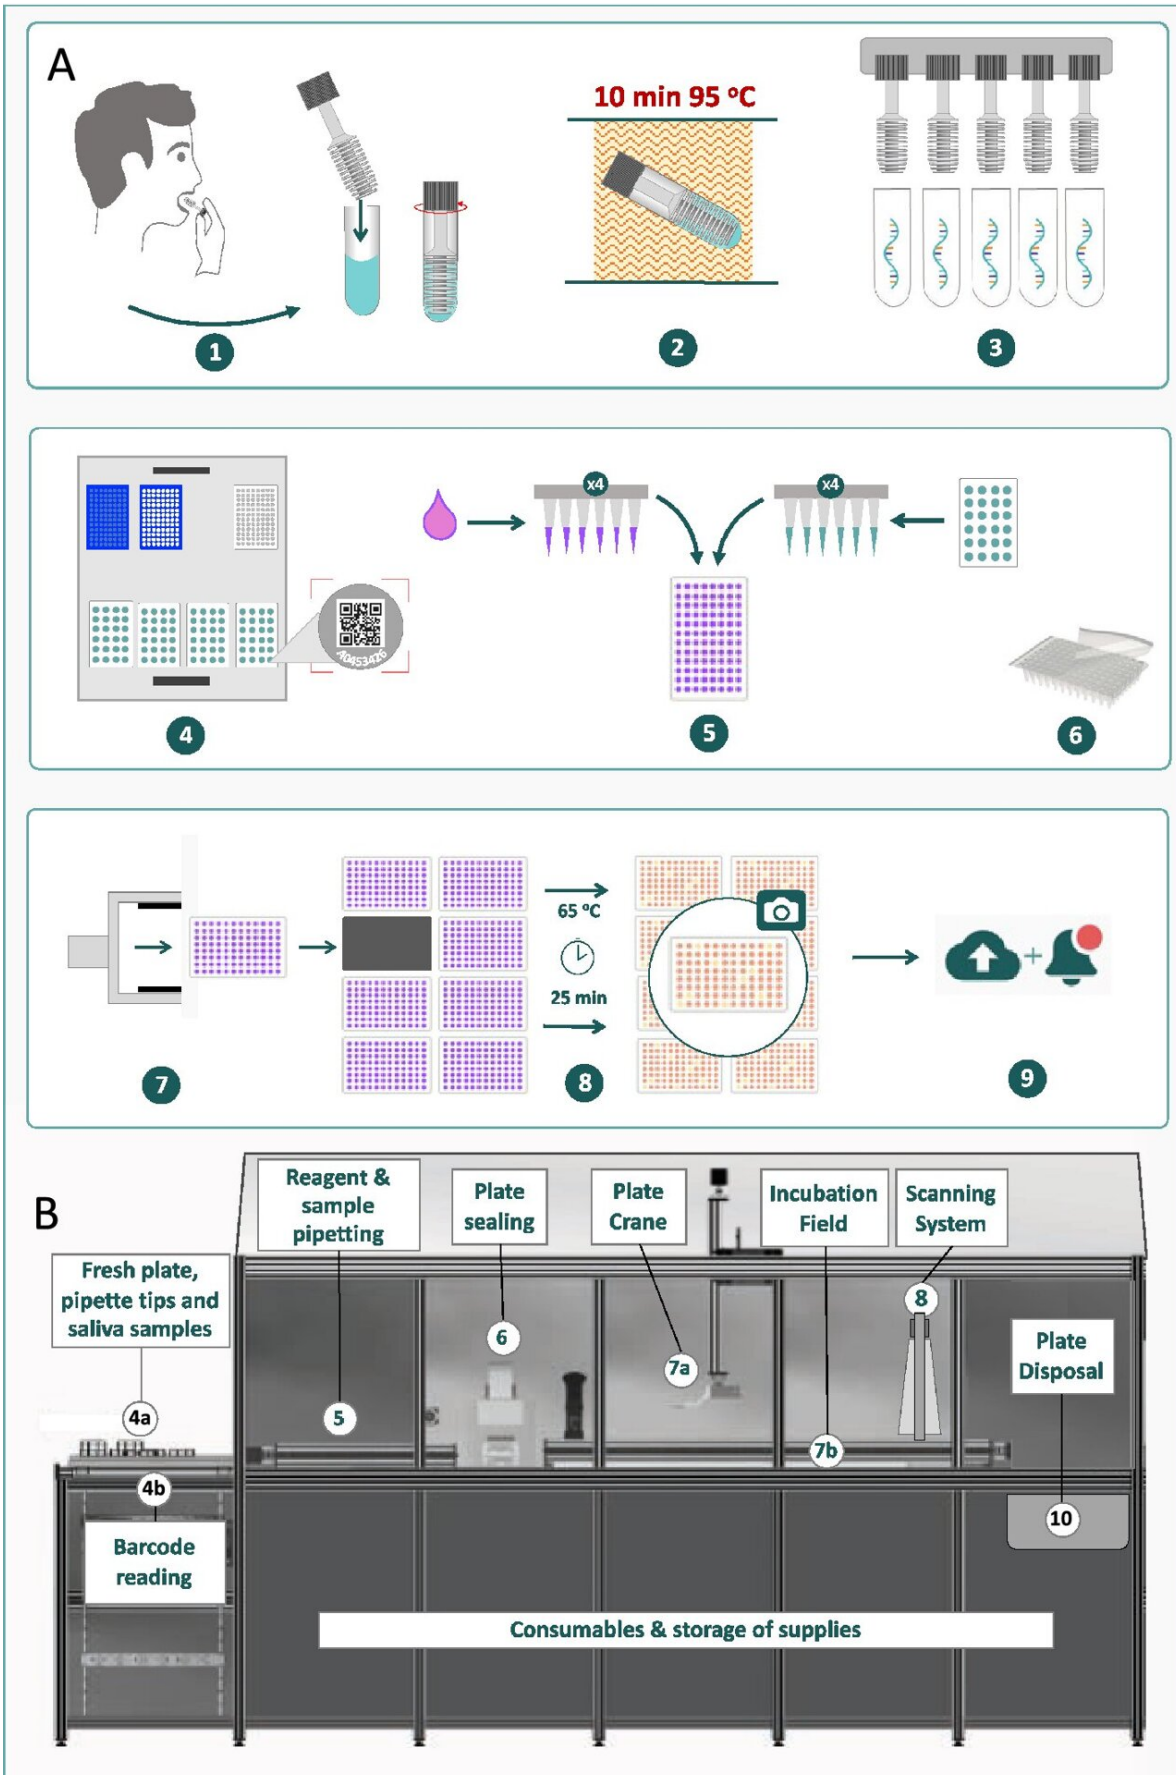 A
10 min 95 °C
1
2
3
x4
x4
A0453426
4
5
6
65 °C
25 min
+
7
8
9
B
Reagent &
sample
pipetting
Plate
sealing
Plate
Crane
Incubation
Field
Scanning
System
Fresh plate,
pipette tips and
saliva samples
8
6
7a
Plate
Disposal
4a
5
7b
4b
10
Barcode
reading
Consumables & storage of supplies